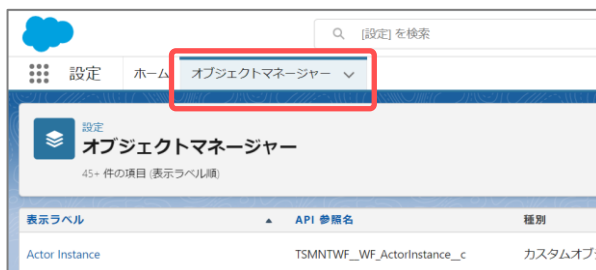 [設定] を検索
設定 ホーム オブジェクトマネージャー
設定
オブジェクトマネージャー
45+ 件の項目 (表示ラベル順)
表示ラベル API 参照名 種別
Actor Instance TSMNTWF__WF_ActorInstance__c カスタムオブ